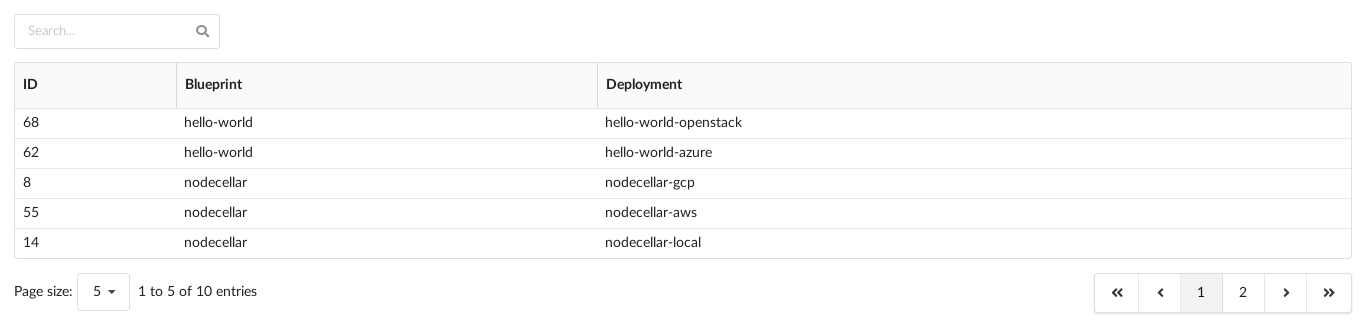 Search...
ID Blueprint Deployment
68 hello-world hello-world-openstack
62 hello-world hello-world-azure
8 nodecellar nodecellar-gcp
55 nodecellar nodecellar-aws
14 nodecellar nodecellar-local
Page size: 5 1 to 5 of 10 entries 1 2